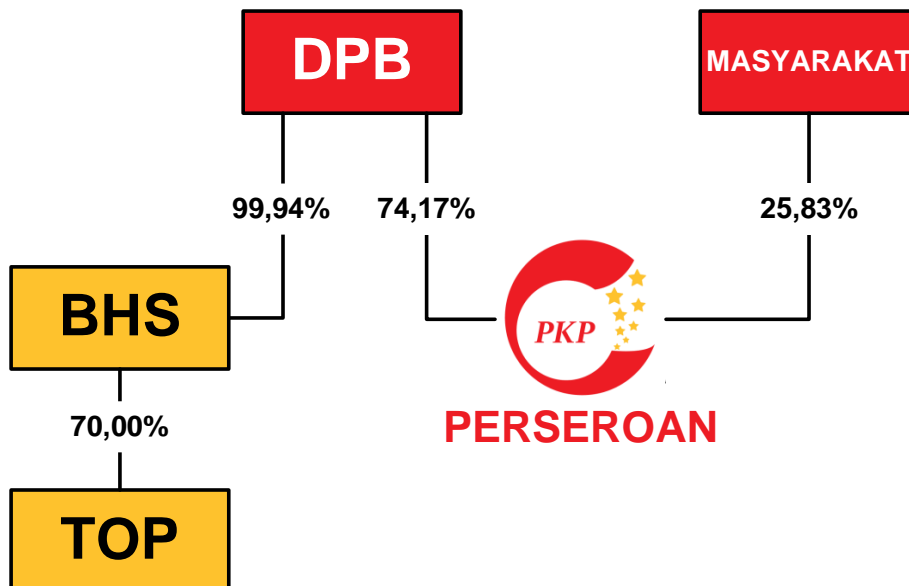 DPB
MASYARAKAT
99,94%
74,17%
25,83%
BHS
PKP
PERSEROAN
70,00%
TOP